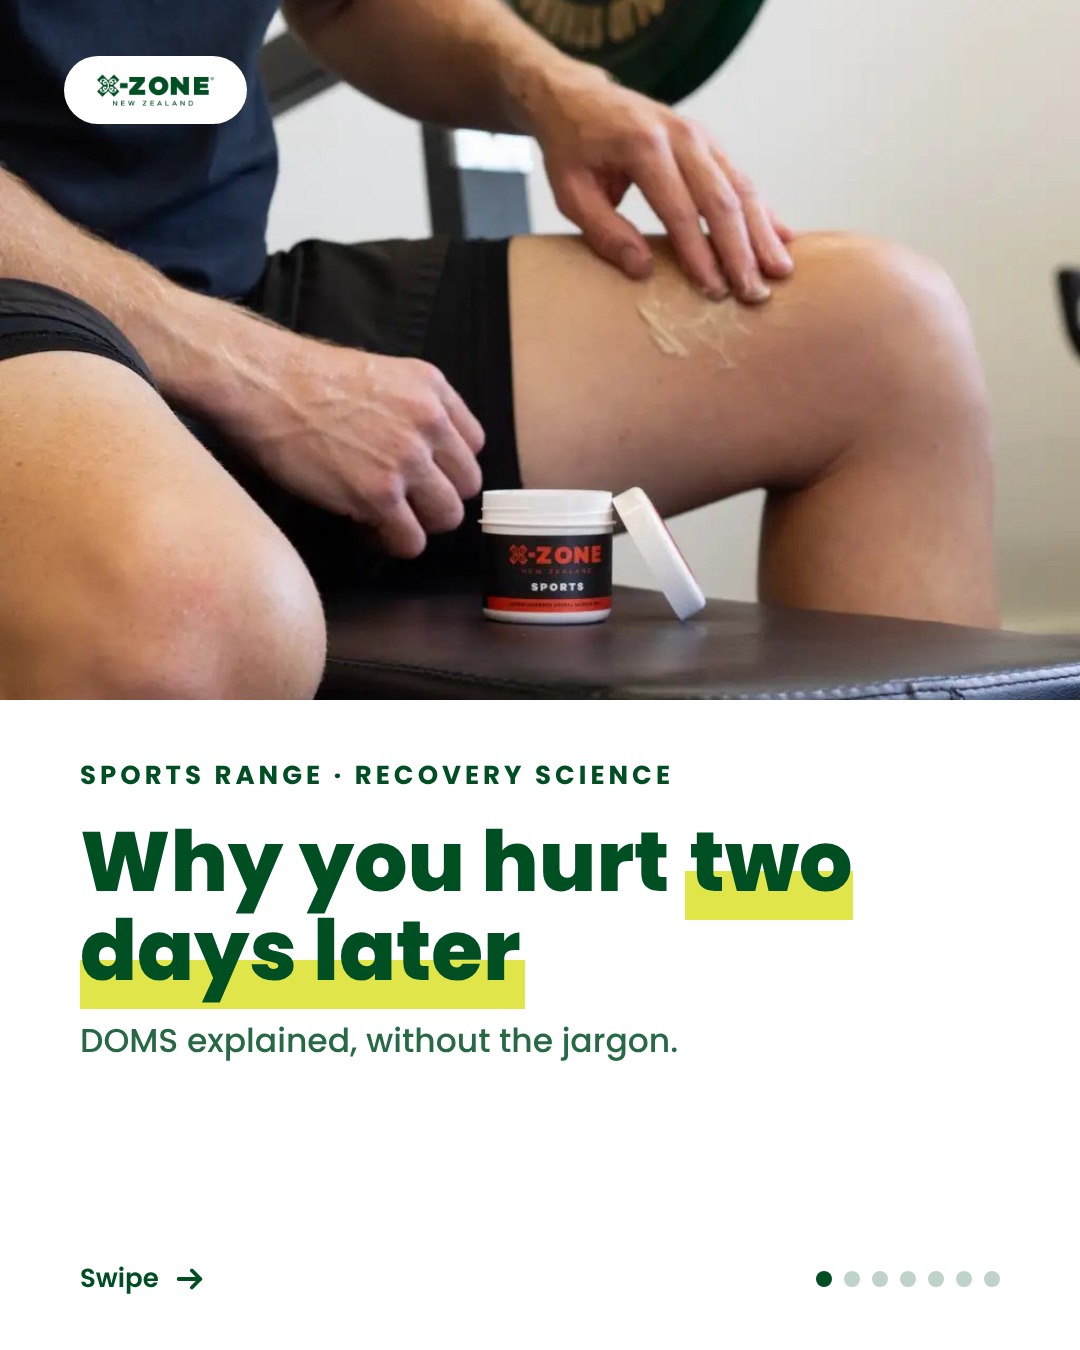 X-ZONE
NEW ZEALAND
X-ZONE
NEW ZEALAND
SPORTS
SPORTS RANGE · RECOVERY SCIENCE
Why you hurt two
days later
DOMS explained, without the jargon.
Swipe →